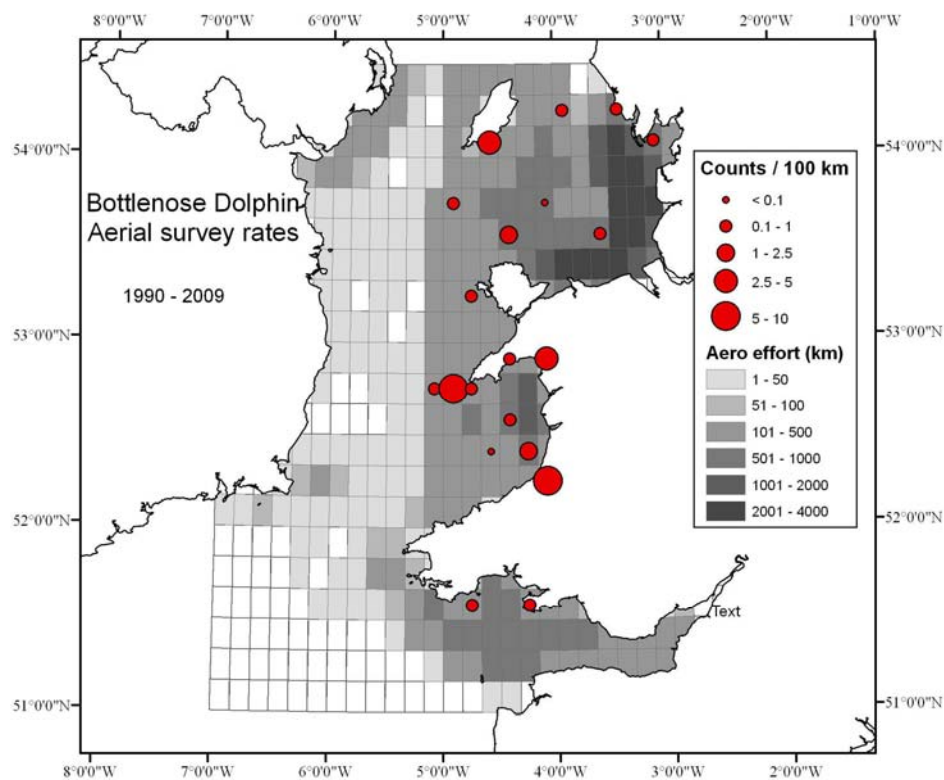 8°0'0"W 7°0'0"W 6°0'0"W 5°0'0"W 4°0'0"W 3°0'0"W 2°0'0"W 1°0'0"W
54°0'0"N
53°0'0"N
52°0'0"N
51°0'0"N
Bottlenose Dolphin
Aerial survey rates
1990 - 2009
Counts / 100 km
< 0.1
0.1 - 1
1 - 2.5
2.5 - 5
5 - 10
Aero effort (km)
1 - 50
51 - 100
101 - 500
501 - 1000
1001 - 2000
2001 - 4000
Text
54°0'0"N
53°0'0"N
52°0'0"N
51°0'0"N
8°0'0"W 7°0'0"W 6°0'0"W 5°0'0"W 4°0'0"W 3°0'0"W 2°0'0"W